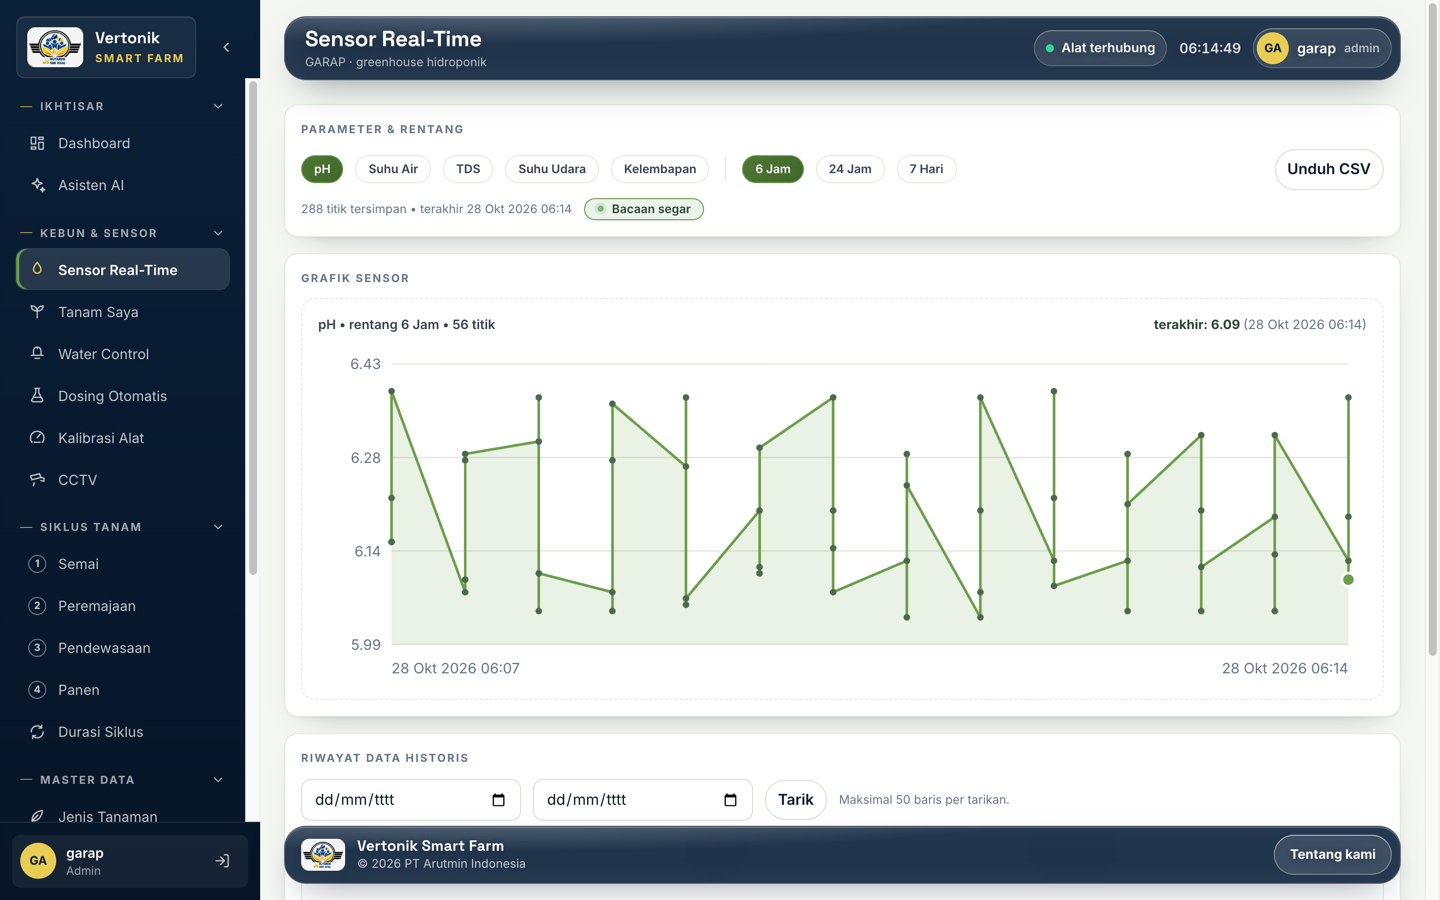 Vertonik
SMART FARM
IKHTISAR
Dashboard
Asisten AI
KEBUN & SENSOR
Sensor Real-Time
Tanam Saya
Water Control
Dosing Otomatis
Kalibrasi Alat
CCTV
SIKLUS TANAM
1 Semai
2 Peremajaan
3 Pendewasaan
4 Panen
Durasi Siklus
MASTER DATA
Jenis Tanaman
GA garap
Admin
Sensor Real-Time
GARAP · greenhouse hidroponik
Alat terhubung 06:14:49 GA garap admin
PARAMETER & RENTANG
pH Suhu Air TDS Suhu Udara Kelembapan 6 Jam 24 Jam 7 Hari Unduh CSV
288 titik tersimpan • terakhir 28 Okt 2026 06:14 Bacaan segar
GRAFIK SENSOR
pH • rentang 6 Jam • 56 titik terakhir: 6.09 (28 Okt 2026 06:14)
6.43
6.28
6.14
5.99
28 Okt 2026 06:07 28 Okt 2026 06:14
RIWAYAT DATA HISTORIS
dd/mm/tttt dd/mm/tttt Tarik Maksimal 50 baris per tarikan.
Vertonik Smart Farm
© 2026 PT Arutmin Indonesia
Tentang kami